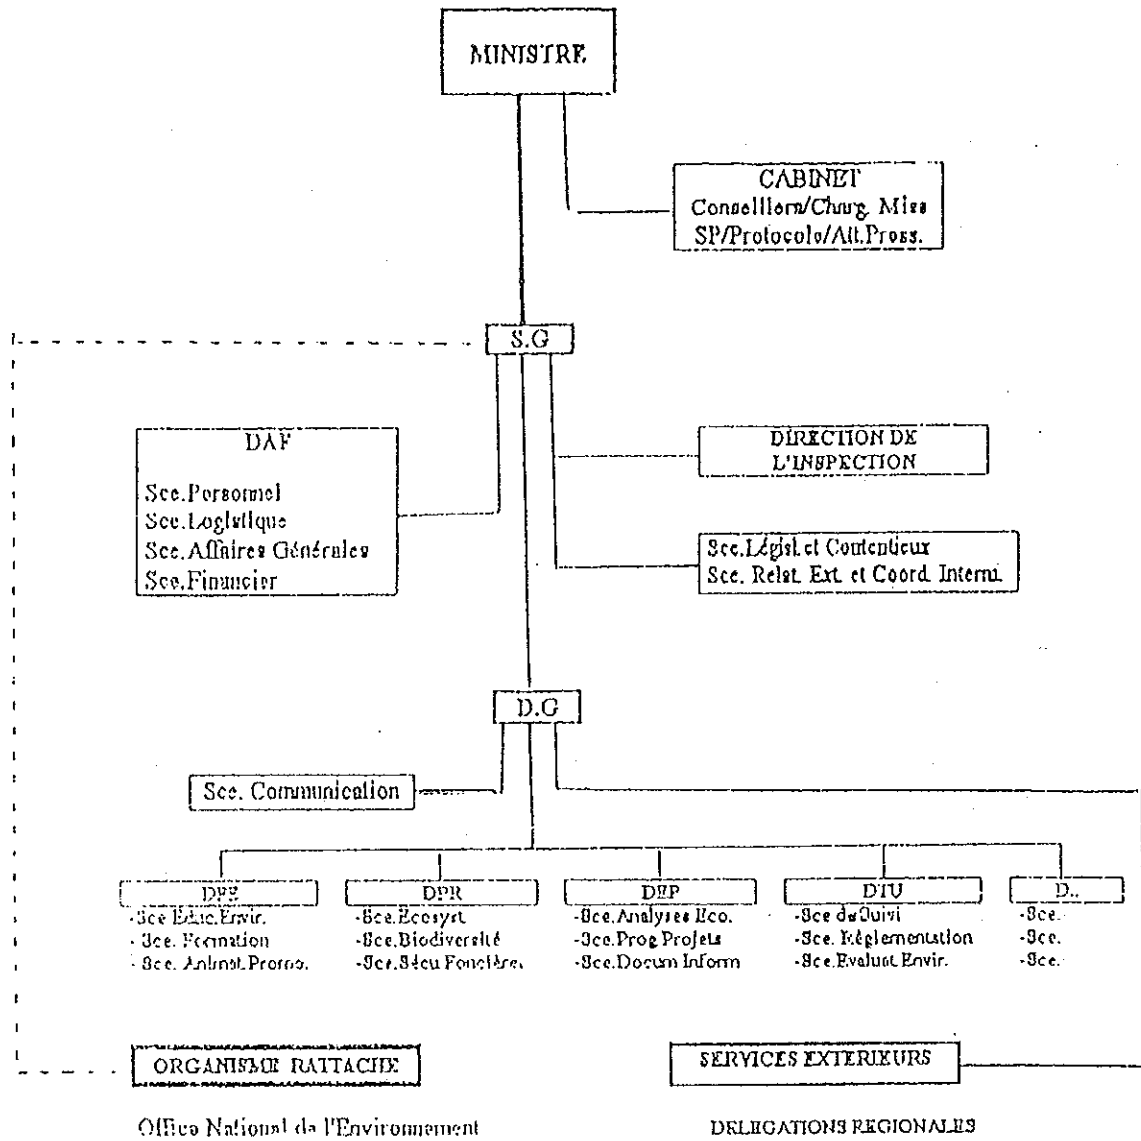 MINISTRE
CABINET
Conseillers/Charg. Miss
SP/Protocole/Att.Press.
S.G
DAF
Sce.Personnel
Sce.Logistique
Sce.Affaires Générales
Sce.Financier
DIRECTION DE
L'INSPECTION
Sce.Législ et Contentieux
Sce. Relat. Ext. et Coord. Interni.
D.G
Sce. Communication
DFE
-Sce Educ.Envir.
- Sce. Formation
- Sce. Animat.Promo.
DPR
-Sce.Ecosyst
-Sce.Biodiversité
-Sce.Sécu Foncière.
DEP
-Sce.Analyses Eco.
-Sce.Prog Projets
-Sce.Docum Inform
DTU
-Sce de Suivi
-Sce. Réglementation
-Sce.Evaluat Envir.
D..
-Sce.
-Sce.
-Sce.
ORGANISME RATTACHE
Office National de l'Environnement
SERVICES EXTERIEURS
DELEGATIONS REGIONALES